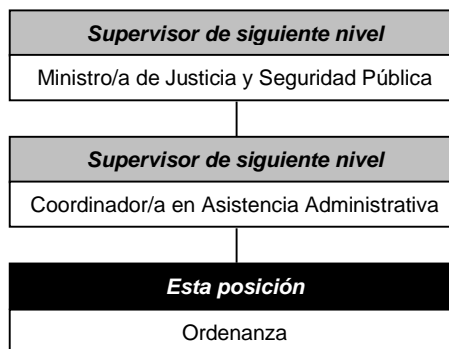 Supervisor de siguiente nivel
Ministro/a de Justicia y Seguridad Pública
Supervisor de siguiente nivel
Coordinador/a en Asistencia Administrativa
Esta posición
Ordenanza